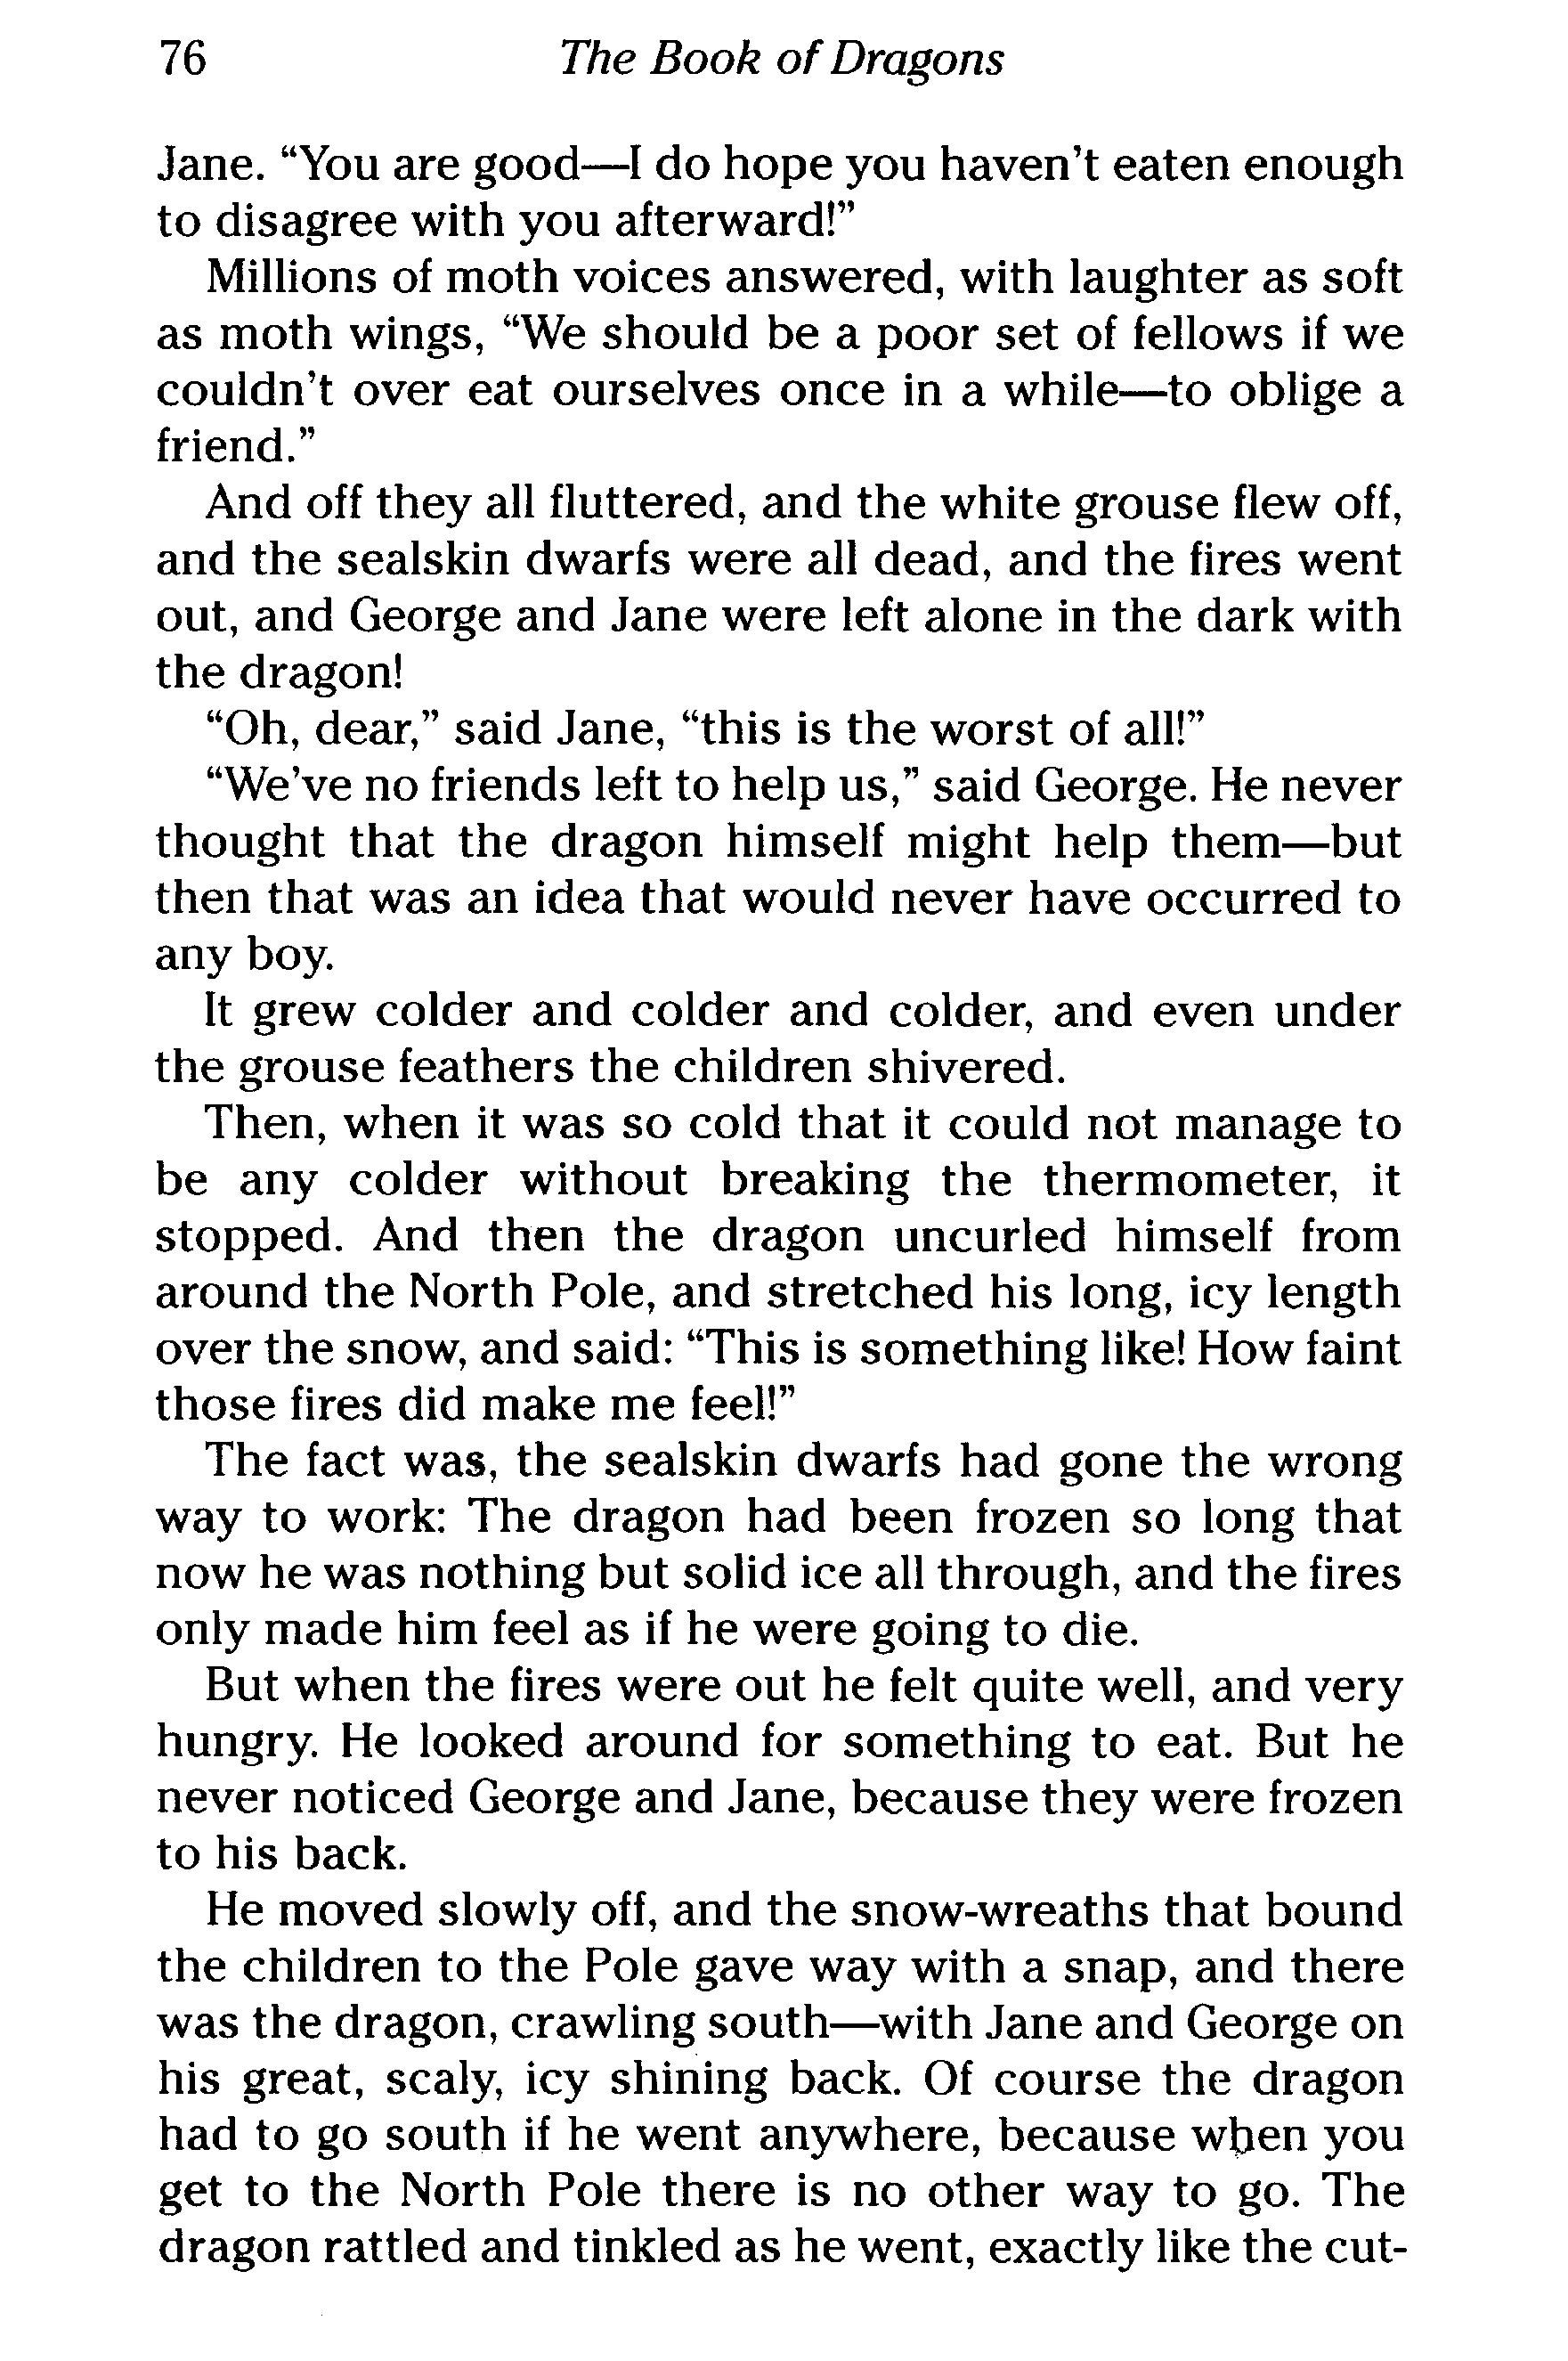 76 The Book of Dragons
Jane. “You are good—I do hope you haven’t eaten enough
to disagree with you afterward!”
Millions of moth voices answered, with laughter as soft
as moth wings, “We should be a poor set of fellows if we
couldn’t over eat ourselves once in a while—to oblige a
friend.”
And off they all fluttered, and the white grouse flew off,
and the sealskin dwarfs were all dead, and the fires went
out, and George and Jane were left alone in the dark with
the dragon!
“Oh, dear,” said Jane, “this is the worst of all!”
“We’ve no friends left to help us,” said George. He never
thought that the dragon himself might help them—but
then that was an idea that would never have occurred to
any boy.
It grew colder and colder and colder, and even under
the grouse feathers the children shivered.
Then, when it was so cold that it could not manage to
be any colder without breaking the thermometer, it
stopped. And then the dragon uncurled himself from
around the North Pole, and stretched his long, icy length
over the snow, and said: “This is something like! How faint
those fires did make me feel!”
The fact was, the sealskin dwarfs had gone the wrong
way to work: The dragon had been frozen so long that
now he was nothing but solid ice all through, and the fires
only made him feel as if he were going to die.
But when the fires were out he felt quite well, and very
hungry. He looked around for something to eat. But he
never noticed George and Jane, because they were frozen
to his back.
He moved slowly off, and the snow-wreaths that bound
the children to the Pole gave way with a snap, and there
was the dragon, crawling south—with Jane and George on
his great, scaly, icy shining back. Of course the dragon
had to go south if he went anywhere, because when you
get to the North Pole there is no other way to go. The
dragon rattled and tinkled as he went, exactly like the cut-